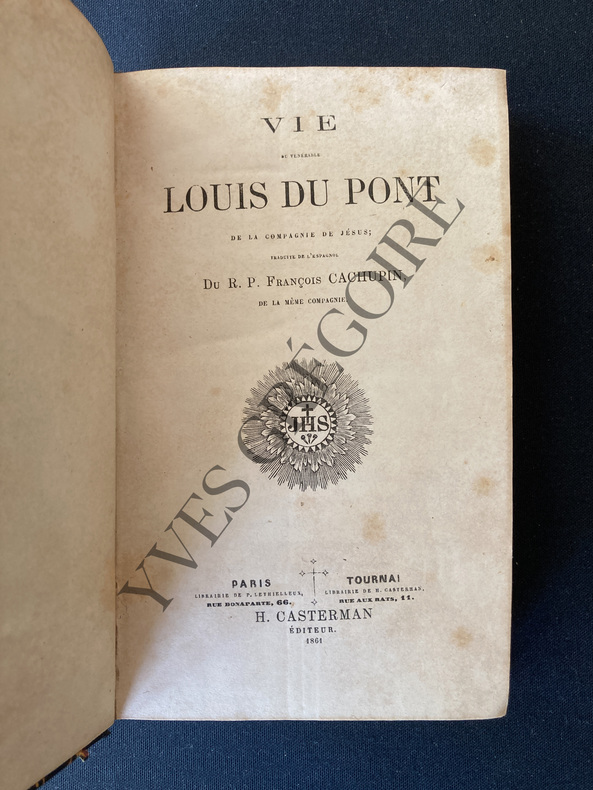 VIE
DU VÉNÉRABLE
LOUIS DU PONT
DE LA COMPAGNIE DE JÉSUS;
TRADUITE DE L'ESPAGNOL
DU R. P. FRANÇOIS CACHUPIN,
DE LA MÊME COMPAGNIE.
JHS
PARIS
LIBRAIRIE DE P. LETHIELLEUX,
RUE BONAPARTE, 66.
TOURNAI
LIBRAIRIE DE H. CASTERMAN,
RUE AUX RATS, 11.
H. CASTERMAN
ÉDITEUR.
1861
YVES GRÉGOIRE